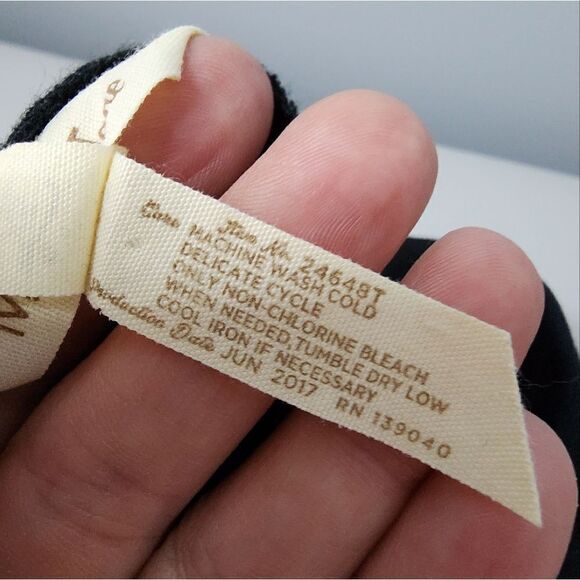 Item No. 24648T
Care MACHINE WASH COLD
DELICATE CYCLE
ONLY NON-CHLORINE BLEACH
WHEN NEEDED, TUMBLE DRY LOW
COOL IRON IF NECESSARY
Production Date JUN 2017 RN 139040
Jane